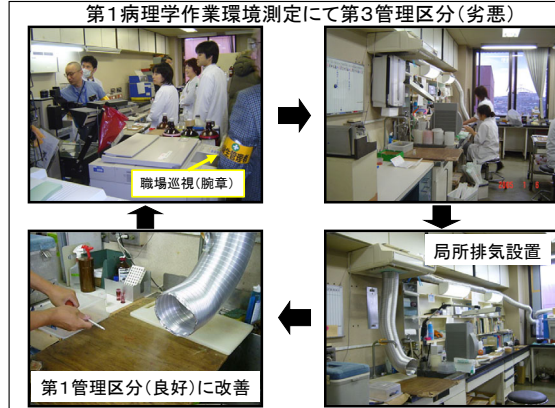 第1病理学作業環境測定にて第3管理区分(劣悪)
職場巡視(腕章)
局所排気設置
第1管理区分(良好)に改善